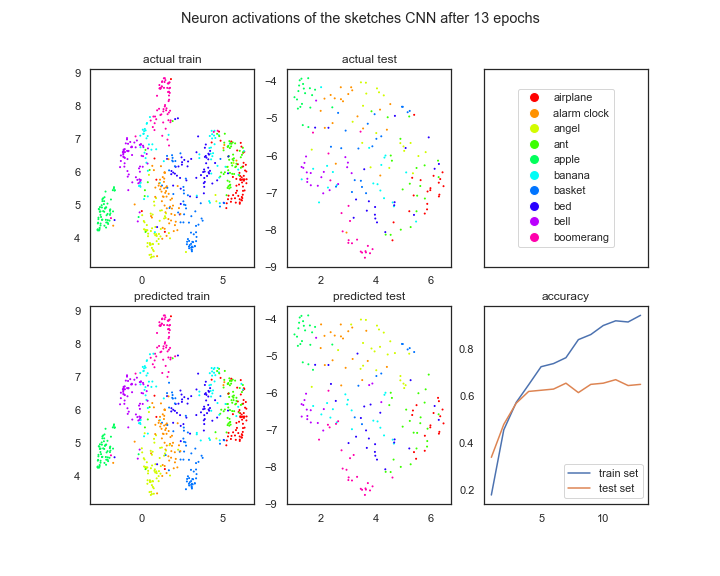 Neuron activations of the sketches CNN after 13 epochs
actual train
9
8
7
6
5
4
0
5
actual test
−4
−5
−6
−7
−8
−9
2
4
6
airplane
alarm clock
angel
ant
apple
banana
basket
bed
bell
boomerang
predicted train
9
8
7
6
5
4
0
5
predicted test
−4
−5
−6
−7
−8
−9
2
4
6
accuracy
0.8
0.6
0.4
0.2
5
10
train set
test set